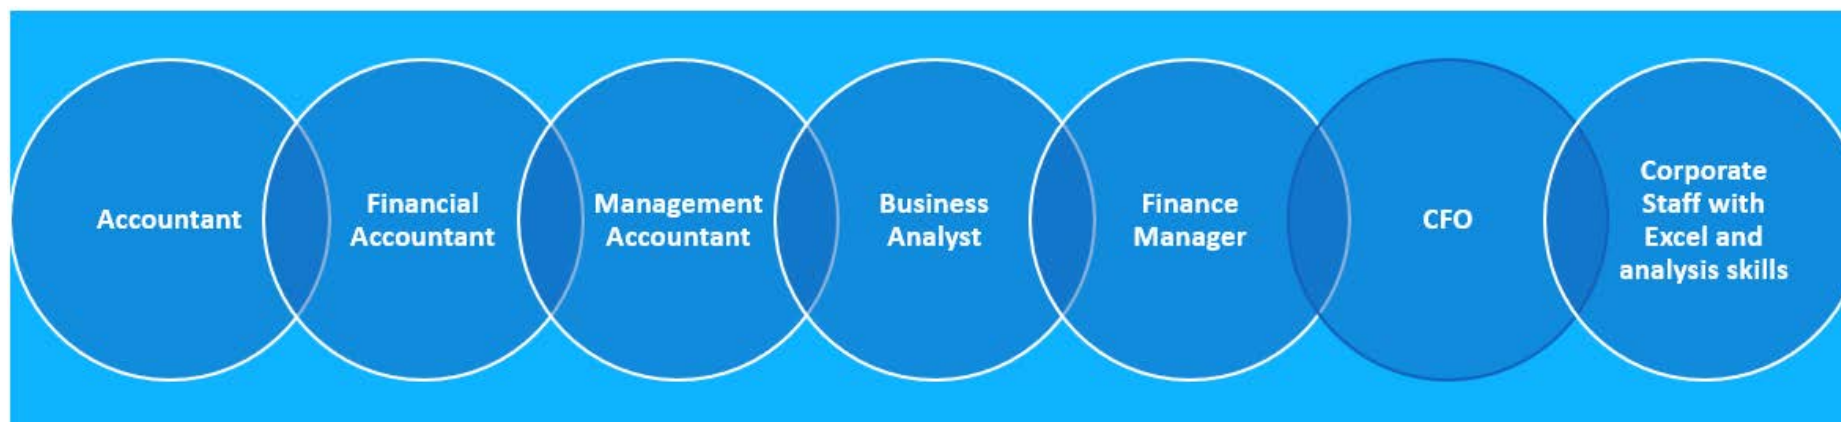 Accountant
Financial
Accountant
Management
Accountant
Business
Analyst
Finance
Manager
CFO
Corporate
Staff with
Excel and
analysis skills